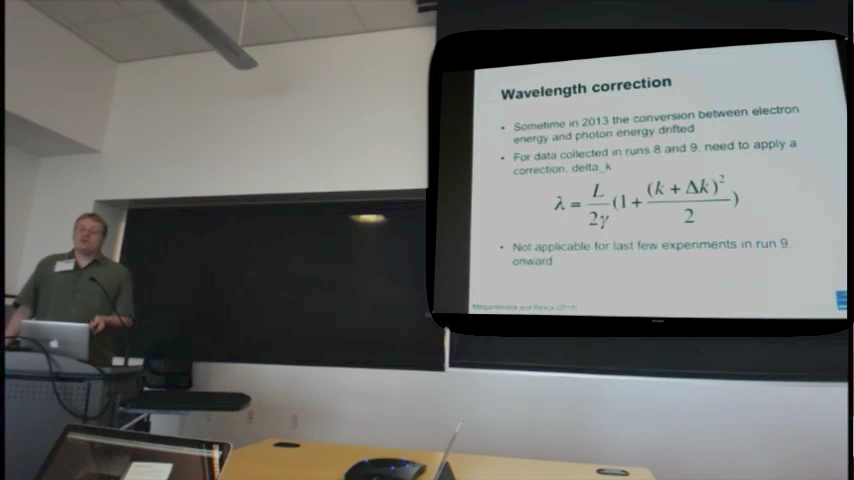 Wavelength correction
• Sometime in 2013 the conversion between electron
energy and photon energy drifted
• For data collected in runs 8 and 9, need to apply a
correction, delta_k
λ = L/2γ (1 + (k + Δk)²/2)
• Not applicable for last few experiments in run 9,
onward